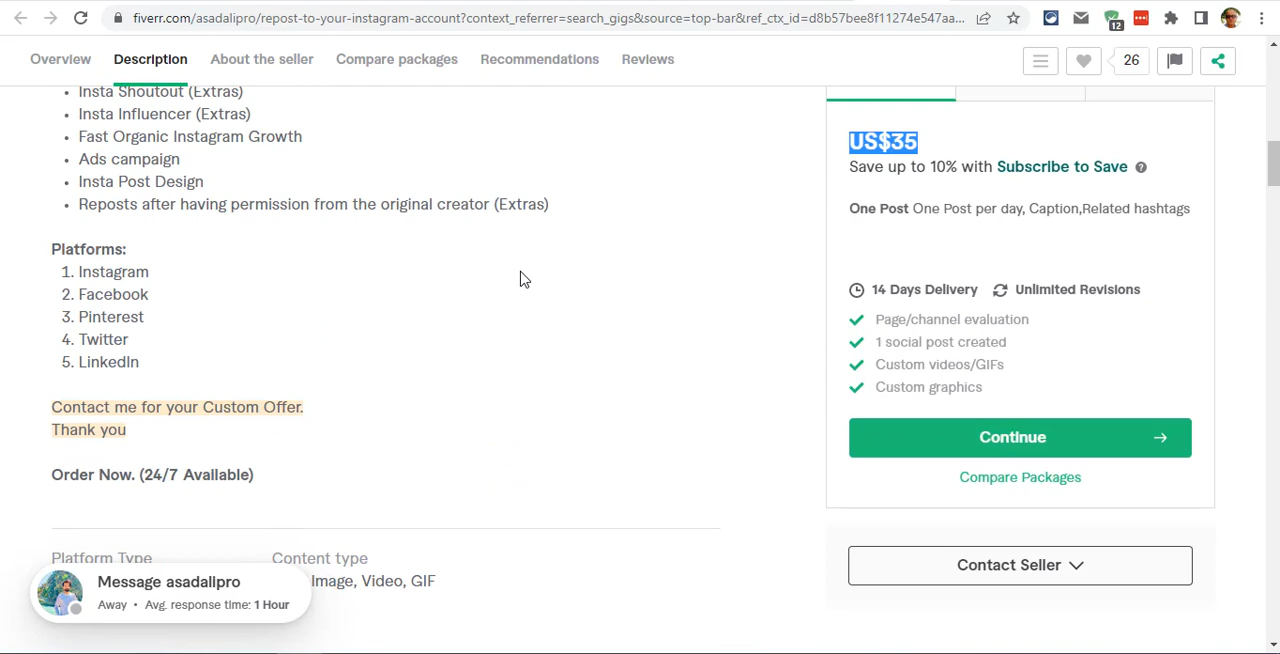 fiverr.com/asadalipro/repost-to-your-instagram-account?context_referrer=search_gigs&source=top-bar&ref_ctx_id=d8b57bee8f11274e547aa...
12
Overview Description About the seller Compare packages Recommendations Reviews
26
Insta Shoutout (Extras)
Insta Influencer (Extras)
Fast Organic Instagram Growth
Ads campaign
Insta Post Design
Reposts after having permission from the original creator (Extras)
Platforms:
1. Instagram
2. Facebook
3. Pinterest
4. Twitter
5. LinkedIn
Contact me for your Custom Offer.
Thank you
Order Now. (24/7 Available)
Platform Type Content type
Image, Video, GIF
Message asadalipro
Away • Avg. response time: 1 Hour
US$35
Save up to 10% with Subscribe to Save
One Post One Post per day, Caption,Related hashtags
14 Days Delivery Unlimited Revisions
Page/channel evaluation
1 social post created
Custom videos/GIFs
Custom graphics
Continue
Compare Packages
Contact Seller